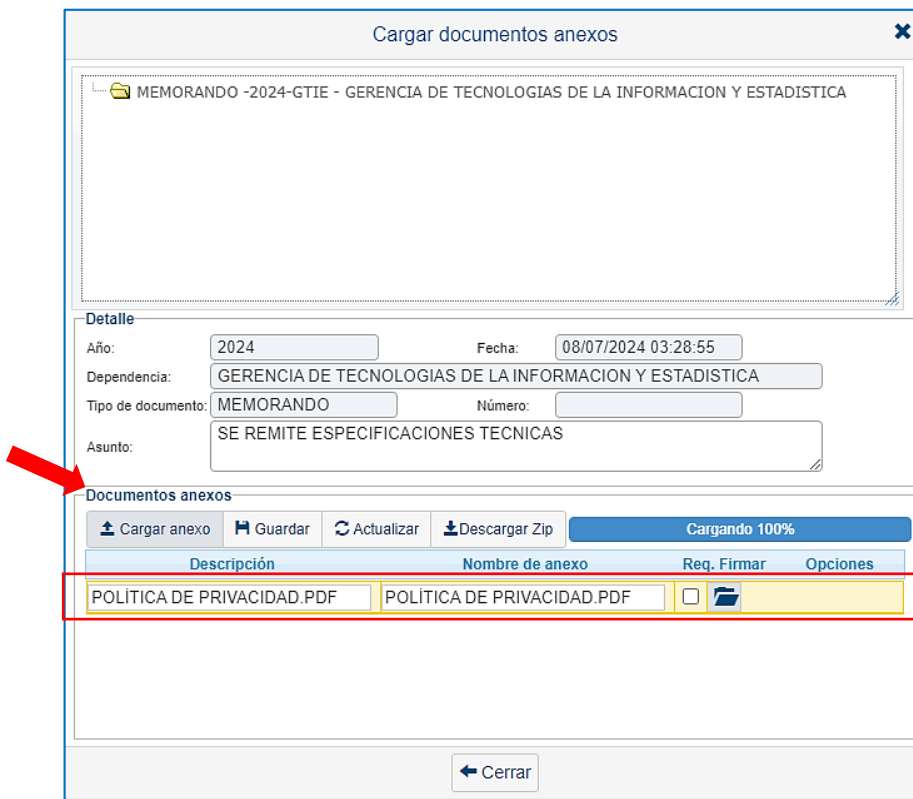 Cargar documentos anexos
MEMORANDO -2024-GTIE - GERENCIA DE TECNOLOGIAS DE LA INFORMACION Y ESTADISTICA
Detalle
Año: 2024 Fecha: 08/07/2024 03:28:55
Dependencia: GERENCIA DE TECNOLOGIAS DE LA INFORMACION Y ESTADISTICA
Tipo de documento: MEMORANDO Número:
Asunto: SE REMITE ESPECIFICACIONES TECNICAS
Documentos anexos
Cargar anexo Guardar Actualizar Descargar Zip Cargando 100%
Descripción Nombre de anexo Req. Firmar Opciones
POLÍTICA DE PRIVACIDAD.PDF POLÍTICA DE PRIVACIDAD.PDF
Cerrar